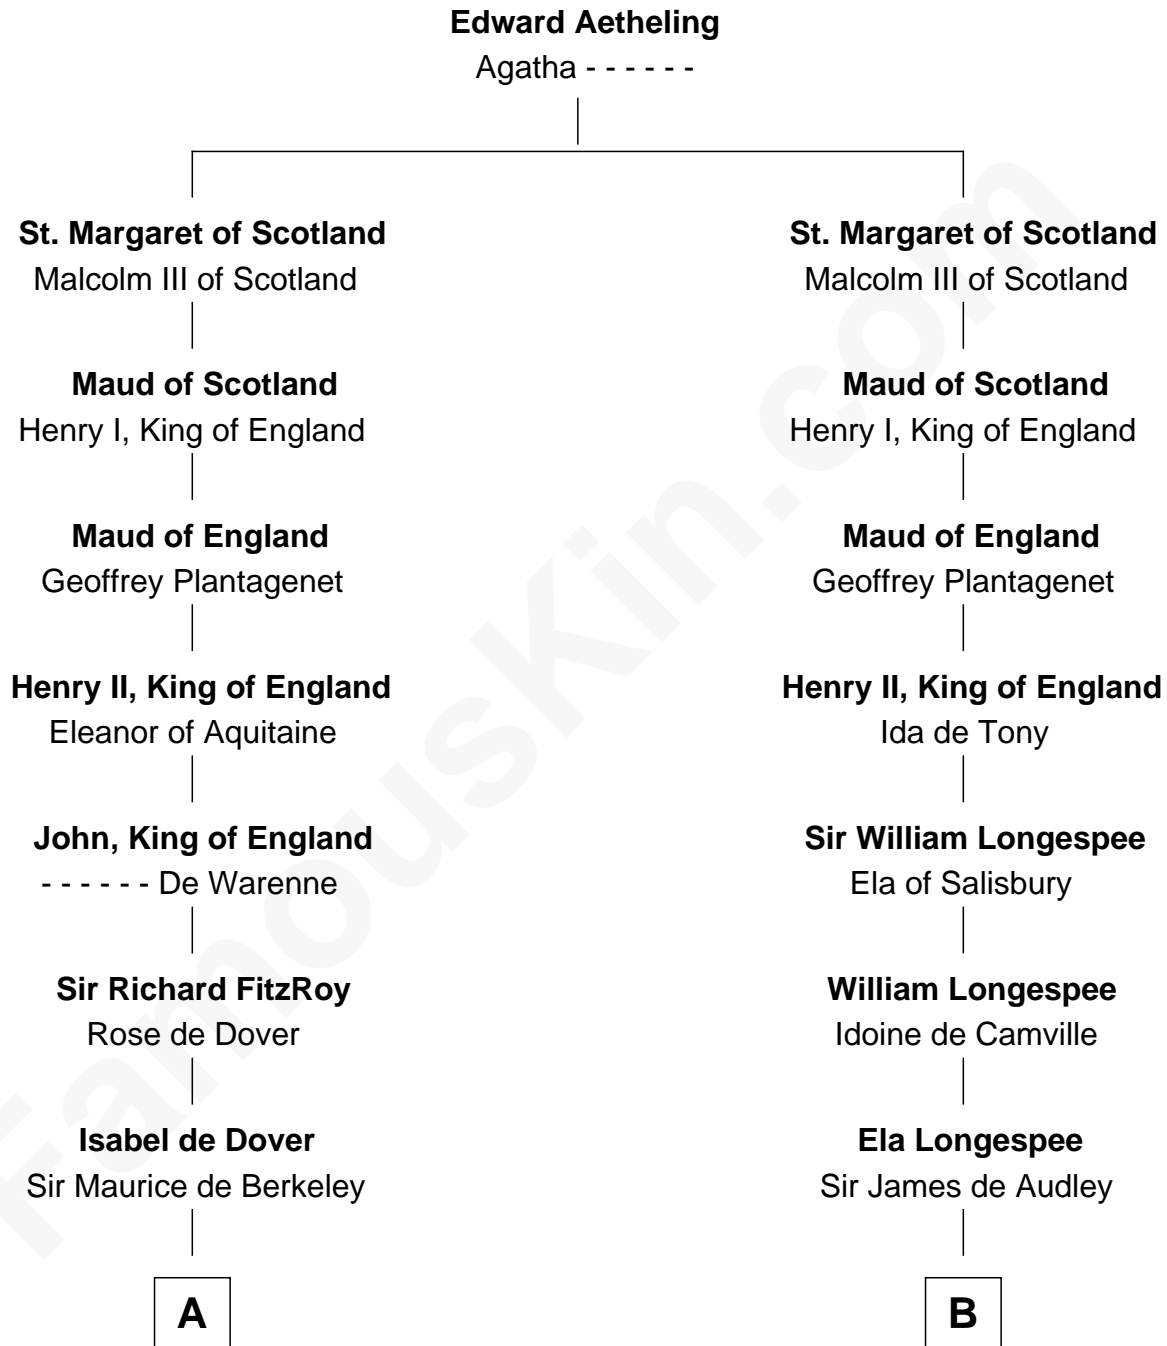 Edward Aetheling
Agatha - - - - - -
St. Margaret of Scotland
Malcolm III of Scotland
Maud of Scotland
Henry I, King of England
Maud of England
Geoffrey Plantagenet
Henry II, King of England
Eleanor of Aquitaine
John, King of England
- - - - - - De Warenne
Sir Richard FitzRoy
Rose de Dover
Isabel de Dover
Sir Maurice de Berkeley
A
St. Margaret of Scotland
Malcolm III of Scotland
Maud of Scotland
Henry I, King of England
Maud of England
Geoffrey Plantagenet
Henry II, King of England
Ida de Tony
Sir William Longespee
Ela of Salisbury
William Longespee
Idoine de Camville
Ela Longespee
Sir James de Audley
B
FamousKin.com